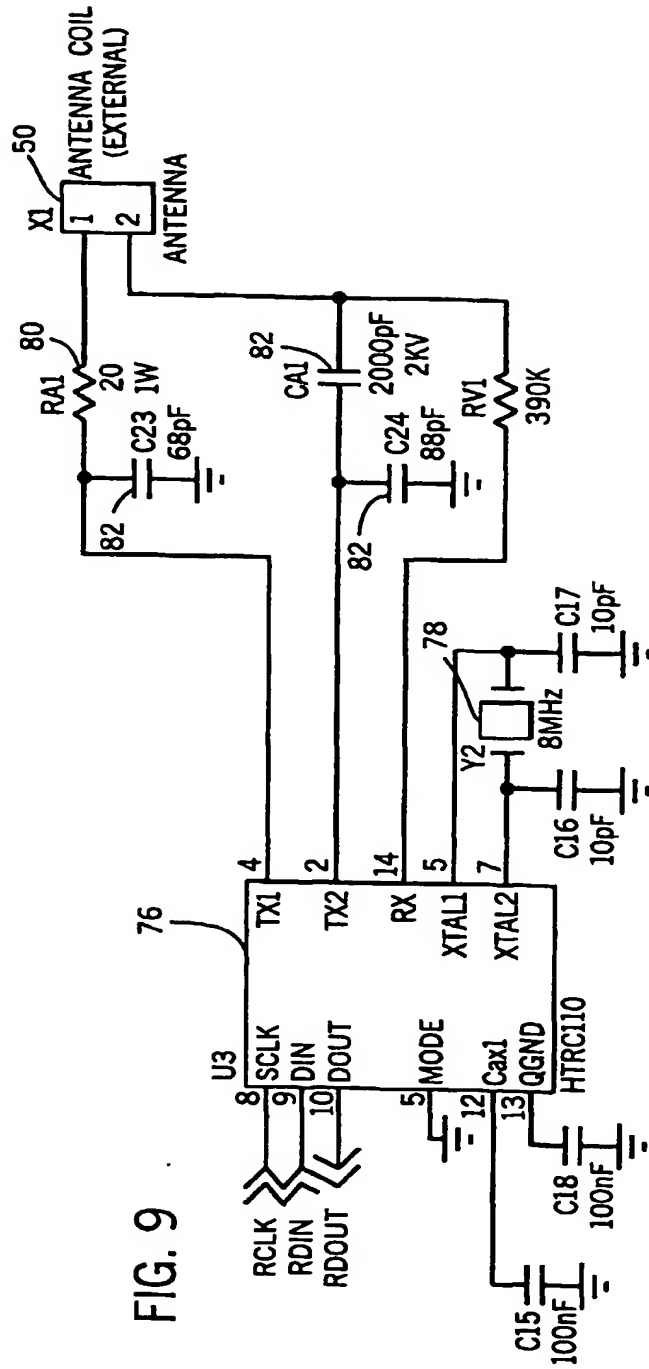 FIG. 9
RCLK
RDIN
RDOUT
U3
76
8
SCLK
9
DIN
10
DOUT
5
MODE
12
Cax1
13
QGND
HTRC110
4
TX1
2
TX2
14
RX
5
XTAL1
7
XTAL2
C15
100nF
C18
100nF
C16
10pF
Y2
8MHz
78
C17
10pF
82
C23
68pF
RA1
80
20
1W
82
C24
88pF
CA1
82
2000pF
2KV
RV1
390K
X1
50
1
2
ANTENNA COIL
(EXTERNAL)
ANTENNA